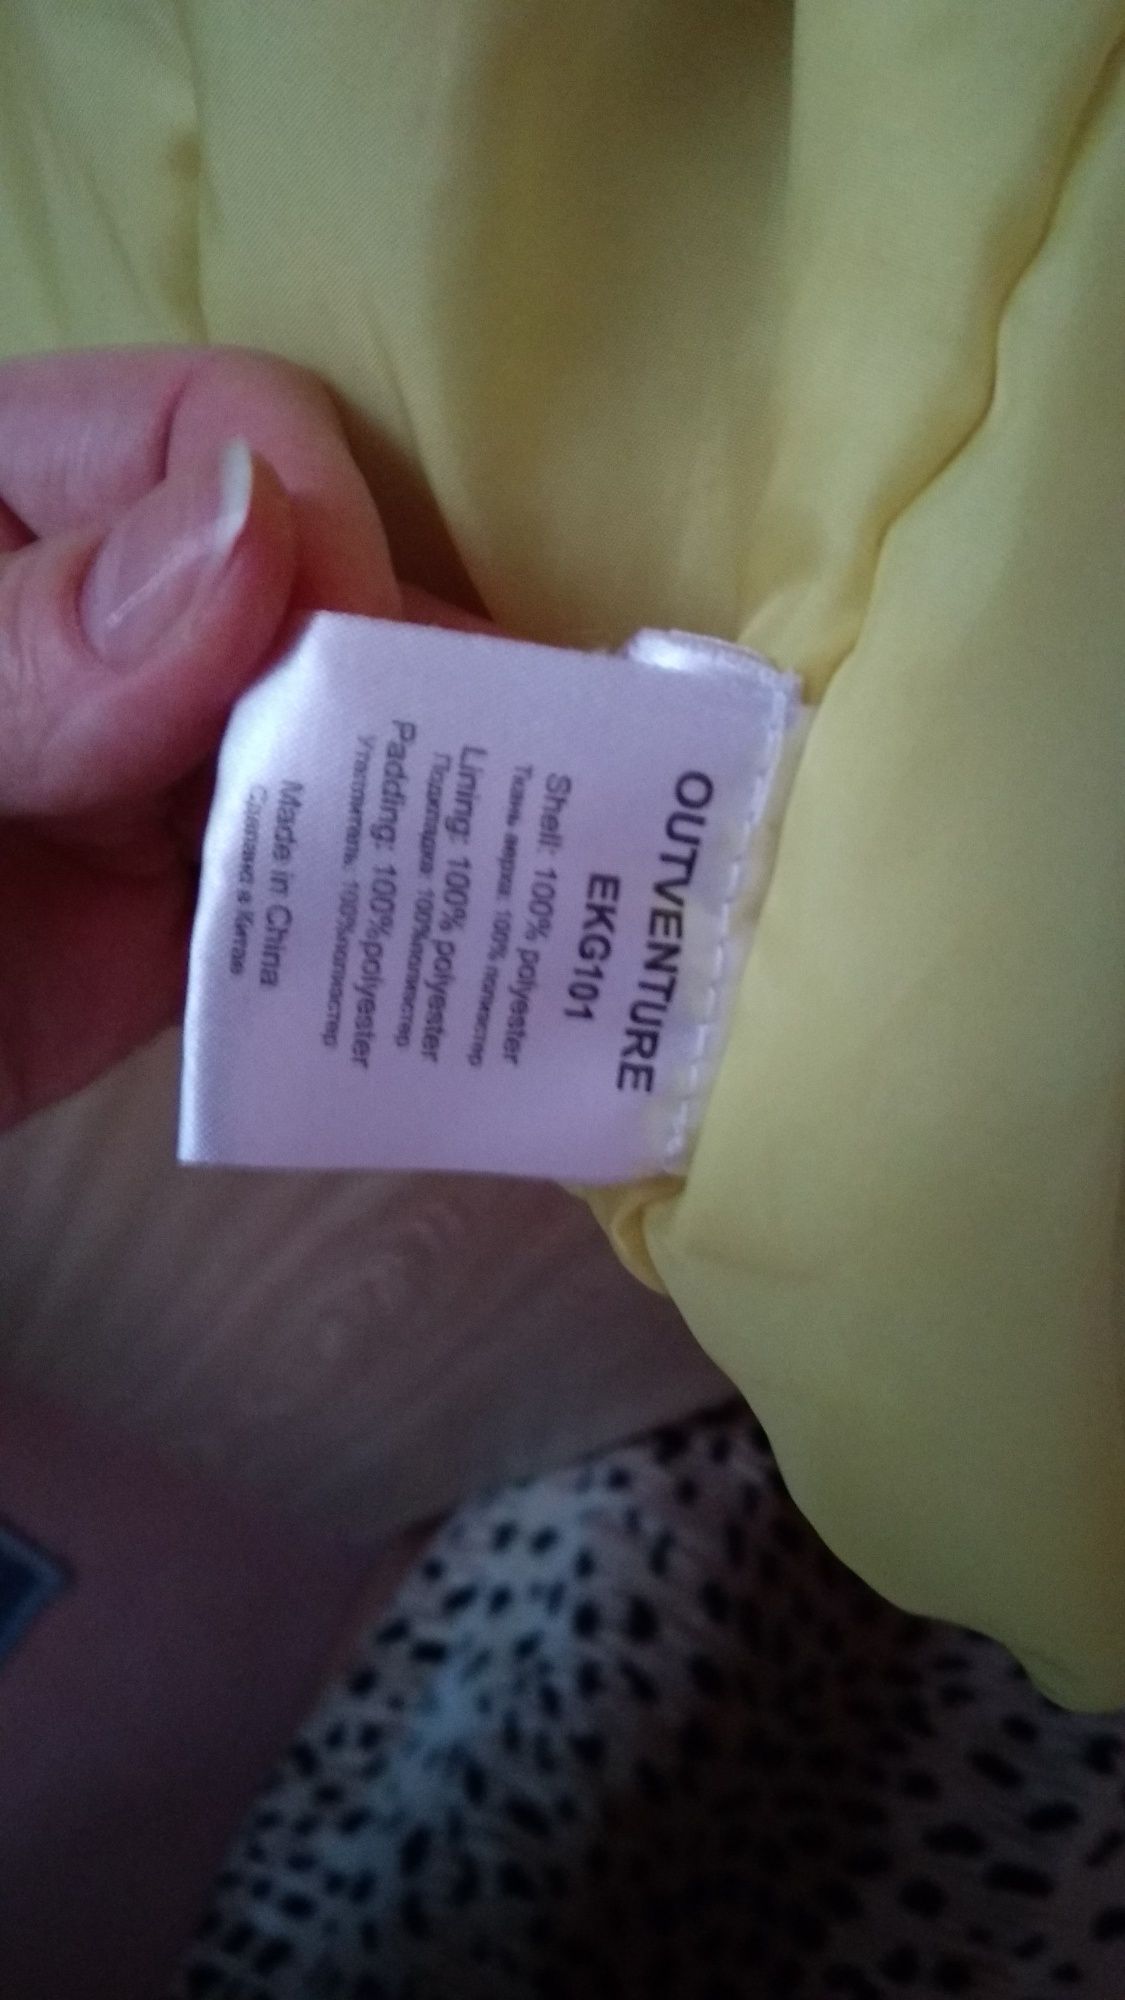 OUTVENTURE
EKG101
Shell: 100% polyester
Ткань верха: 100% полиэстер
Lining: 100% polyester
Подкладка: 100%полиэстер
Padding: 100%polyester
Утеплитель: 100%полиэстер
Made in China
Сделано в Китае